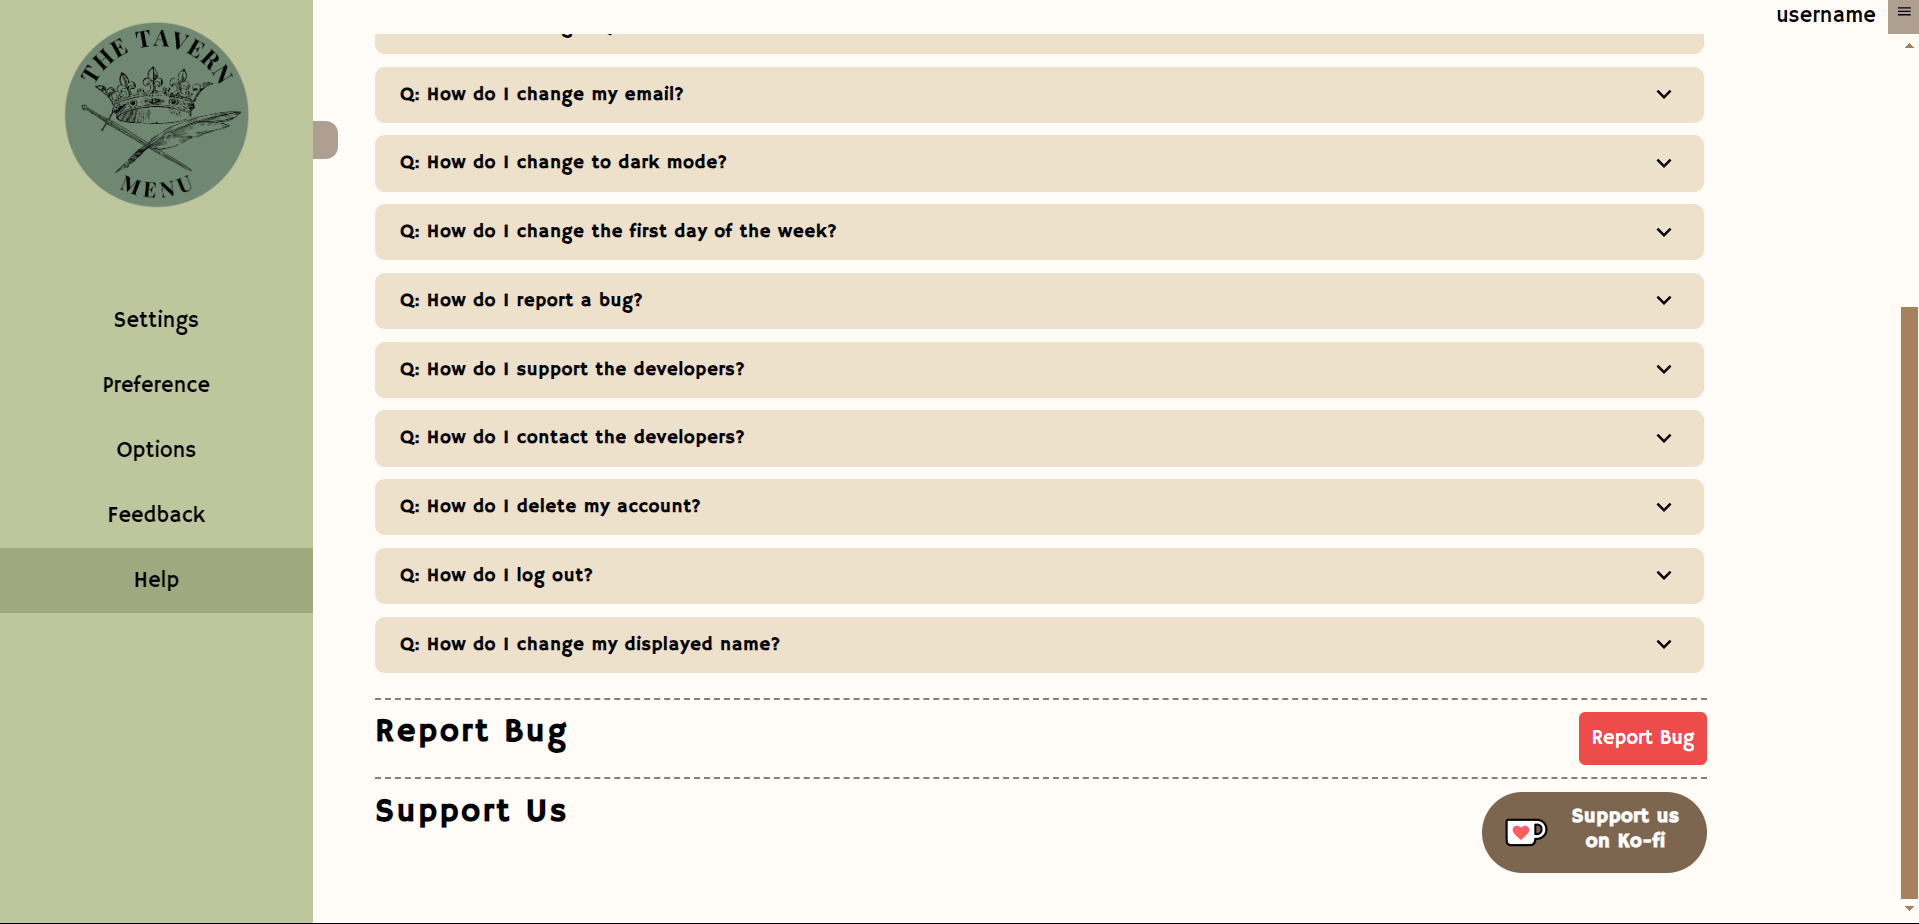 THE TAVERN
MENU
username
Settings
Preference
Options
Feedback
Help
Q: How do I change my email?
Q: How do I change to dark mode?
Q: How do I change the first day of the week?
Q: How do I report a bug?
Q: How do I support the developers?
Q: How do I contact the developers?
Q: How do I delete my account?
Q: How do I log out?
Q: How do I change my displayed name?
Report Bug
Report Bug
Support Us
Support us
on Ko-fi